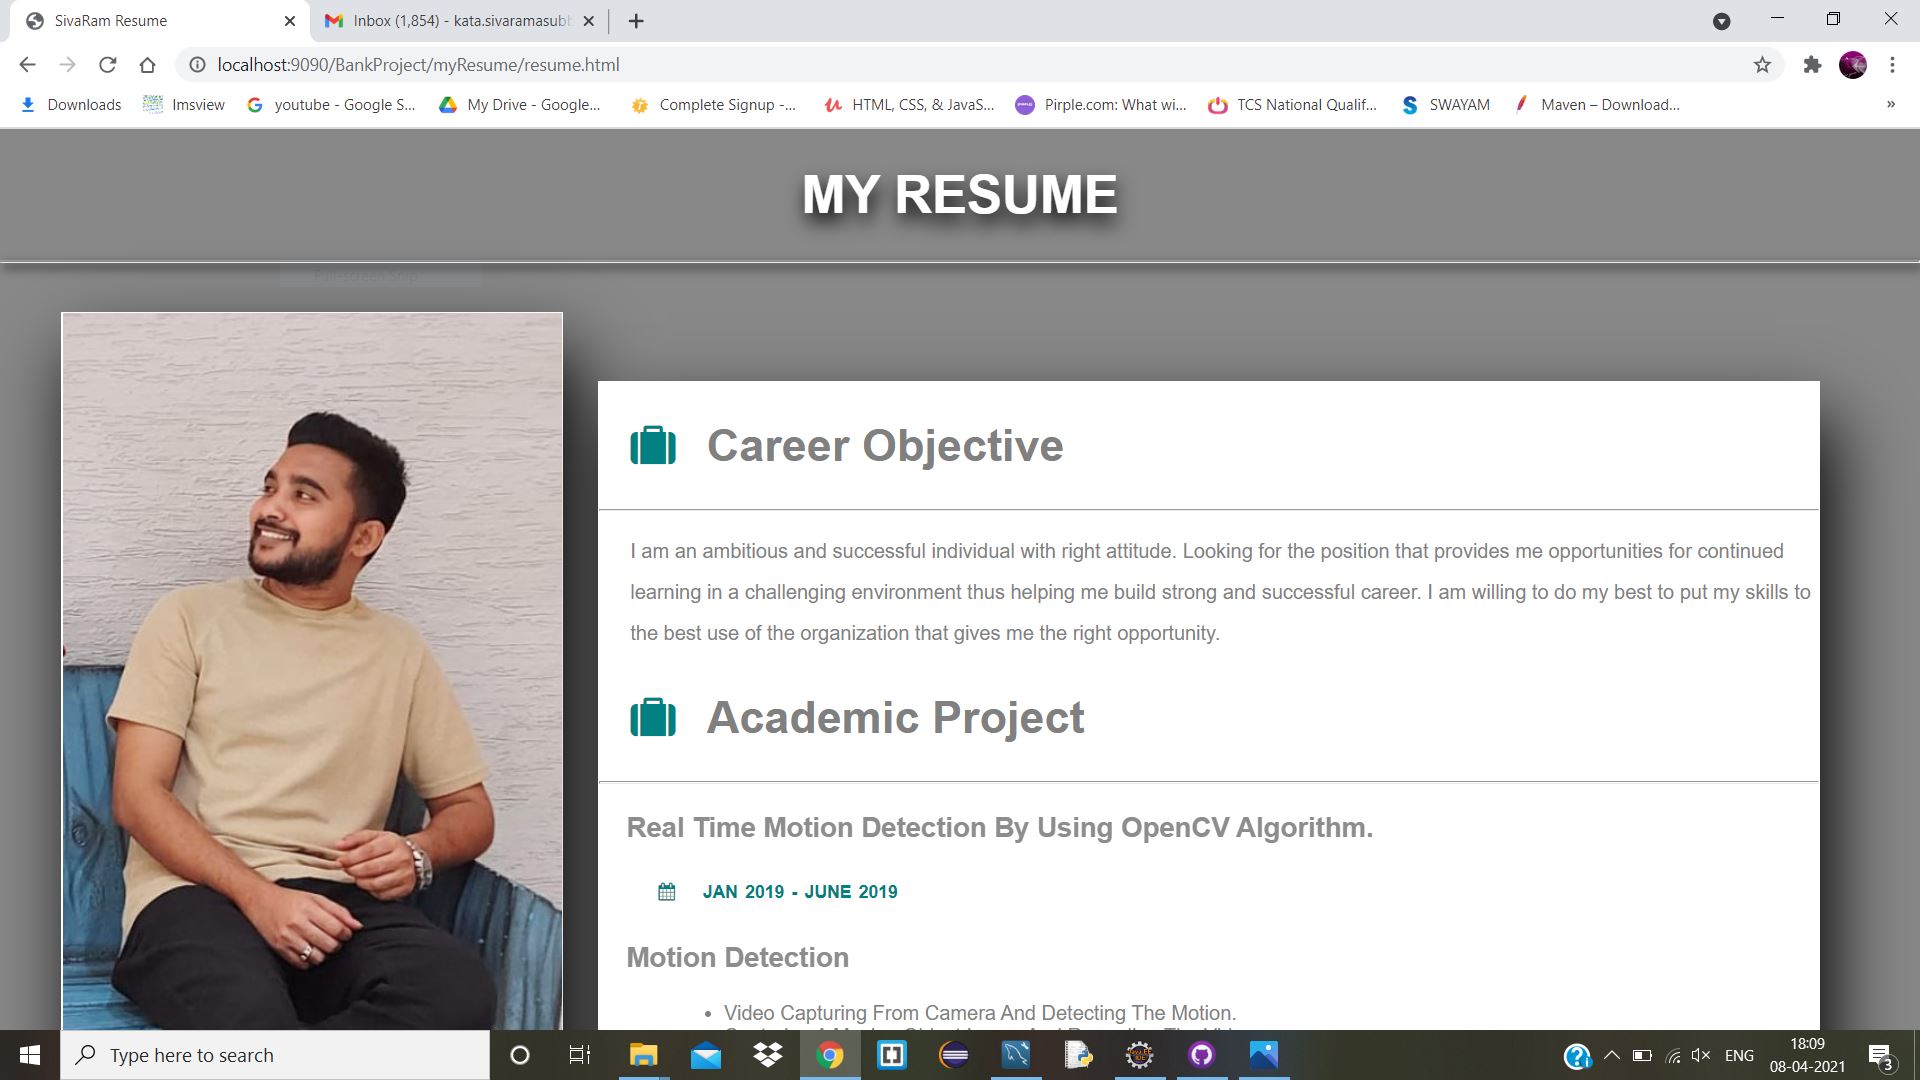 SivaRam Resume
Inbox (1,854) - kata.sivaramasubb
localhost:9090/BankProject/myResume/resume.html
Downloads
Imsview
youtube - Google S...
My Drive - Google...
Complete Signup -...
HTML, CSS, & JavaS...
Pirple.com: What wi...
TCS National Qualif...
SWAYAM
Maven – Download...
»
MY RESUME
Full-screen Snip
Career Objective
I am an ambitious and successful individual with right attitude. Looking for the position that provides me opportunities for continued
learning in a challenging environment thus helping me build strong and successful career. I am willing to do my best to put my skills to
the best use of the organization that gives me the right opportunity.
Academic Project
Real Time Motion Detection By Using OpenCV Algorithm.
JAN 2019 - JUNE 2019
Motion Detection
• Video Capturing From Camera And Detecting The Motion.
Type here to search
ENG
18:09
08-04-2021
3